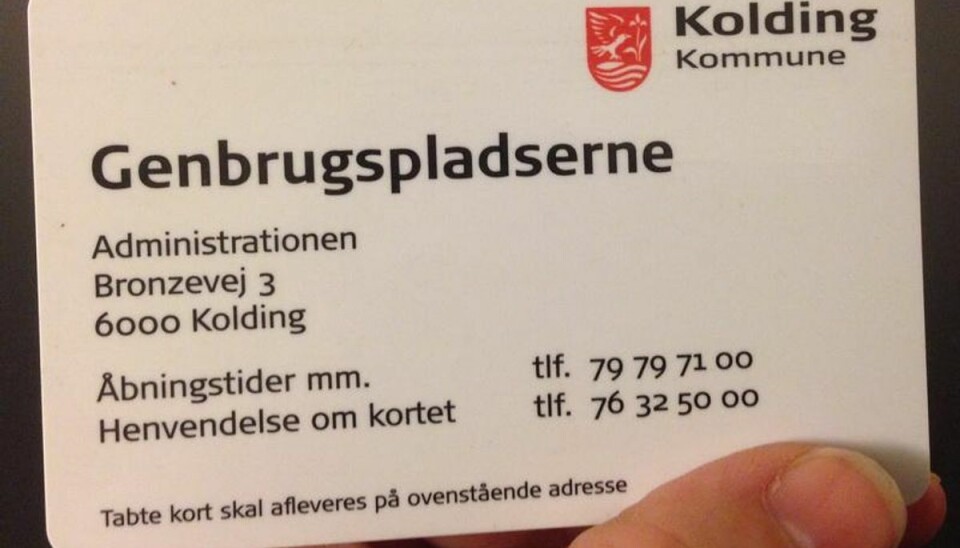 Kolding
Kommune
Genbrugspladserne
Administrationen
Bronzevej 3
6000 Kolding
Åbningstider mm. tlf. 79 79 71 00
Henvendelse om kortet tlf. 76 32 50 00
Tabte kort skal afleveres på ovenstående adresse